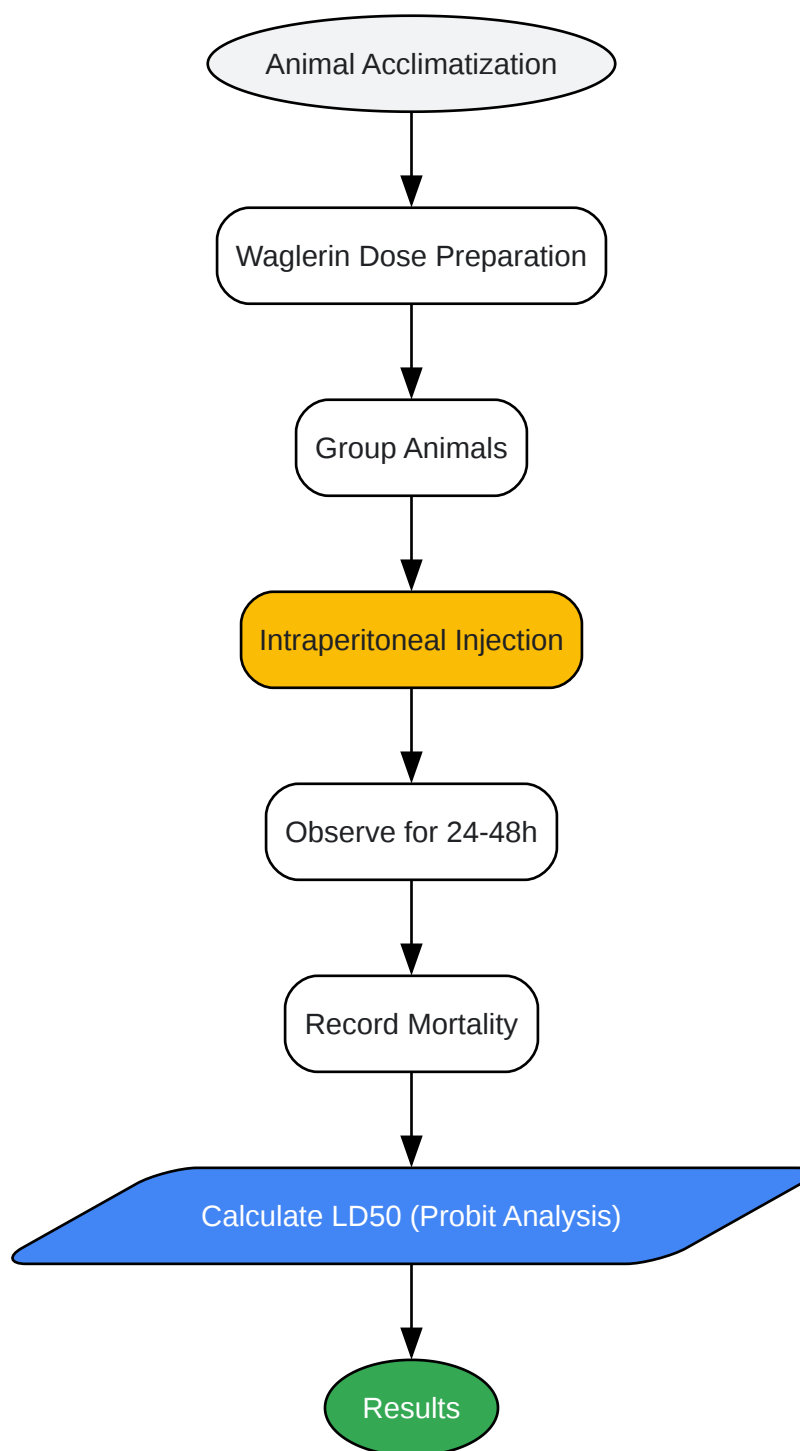 Animal Acclimatization
Waglerin Dose Preparation
Group Animals
Intraperitoneal Injection
Observe for 24-48h
Record Mortality
Calculate LD50 (Probit Analysis)
Results